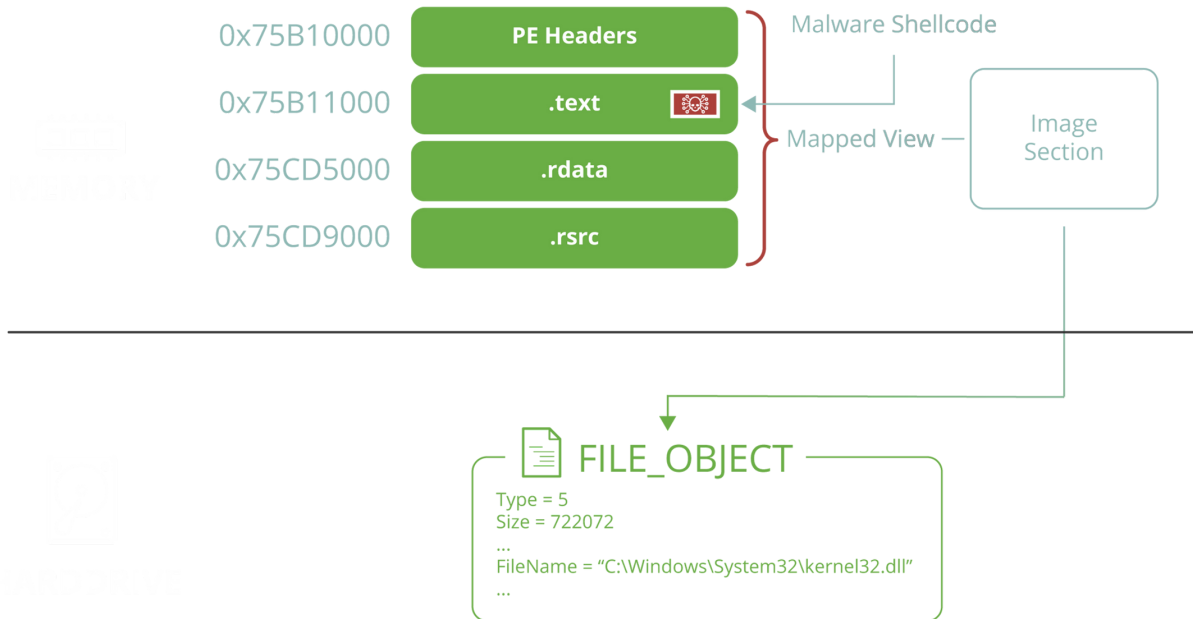 0x75B10000
PE Headers
Malware Shellcode
0x75B11000
.text
Mapped View
Image
Section
0x75CD5000
.rdata
0x75CD9000
.rsrc
MEMORY
FILE_OBJECT
Type = 5
Size = 722072
...
FileName = “C:\Windows\System32\kernel32.dll”
...